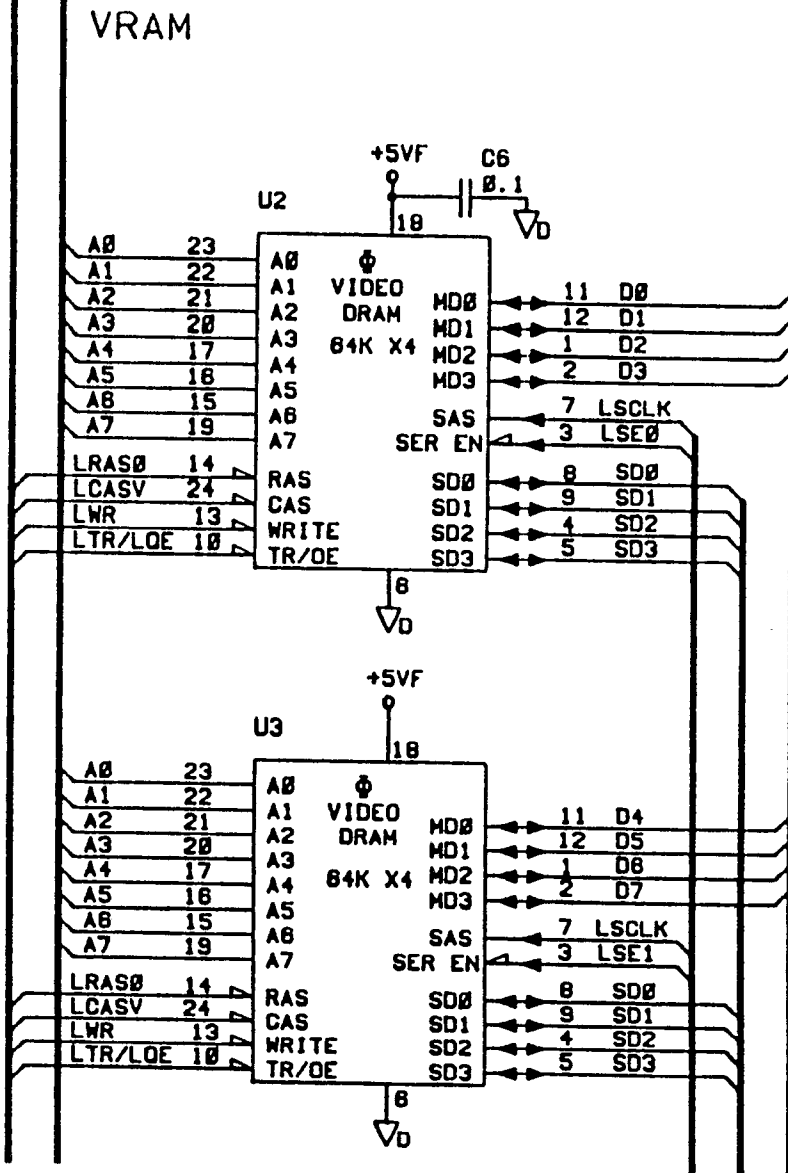 VRAM
+5VF
C6
0.1
U2
18
D
A0 23 A0 Φ
A1 22 A1 VIDEO MD0 11 D0
A2 21 A2 DRAM MD1 12 D1
A3 20 A3 64K X4 MD2 1 D2
A4 17 A4 MD3 2 D3
A5 16 A5
A6 15 A6 SAS 7 LSCLK
A7 19 A7 SER EN 3 LSE0
LRAS0 14 RAS SD0 8 SD0
LCASV 24 CAS SD1 9 SD1
LWR 13 WRITE SD2 4 SD2
LTR/LOE 10 TR/OE SD3 5 SD3
6
D
+5VF
U3
18
A0 23 A0 Φ
A1 22 A1 VIDEO MD0 11 D4
A2 21 A2 DRAM MD1 12 D5
A3 20 A3 64K X4 MD2 1 D6
A4 17 A4 MD3 2 D7
A5 16 A5
A6 15 A6 SAS 7 LSCLK
A7 19 A7 SER EN 3 LSE1
LRAS0 14 RAS SD0 8 SD0
LCASV 24 CAS SD1 9 SD1
LWR 13 WRITE SD2 4 SD2
LTR/LOE 10 TR/OE SD3 5 SD3
6
D